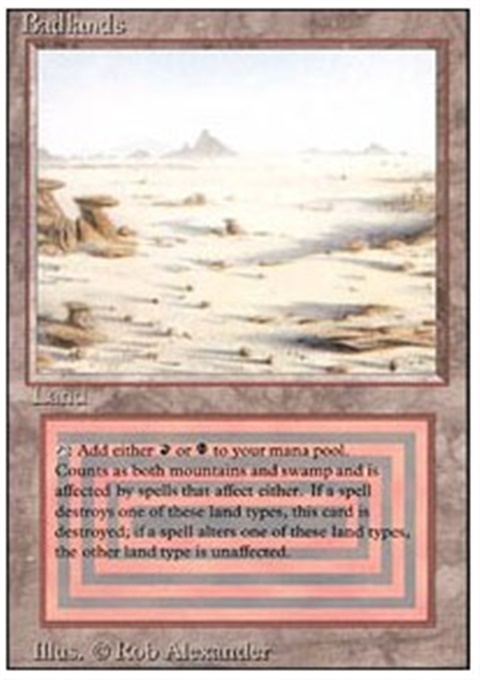 Badlands
Land
: Add either or to your mana pool.
Counts as both mountains and swamp and is
affected by spells that affect either. If a spell
destroys one of these land types, this card is
destroyed; if a spell alters one of these land types,
the other land type is unaffected.
Illus. © Rob Alexander